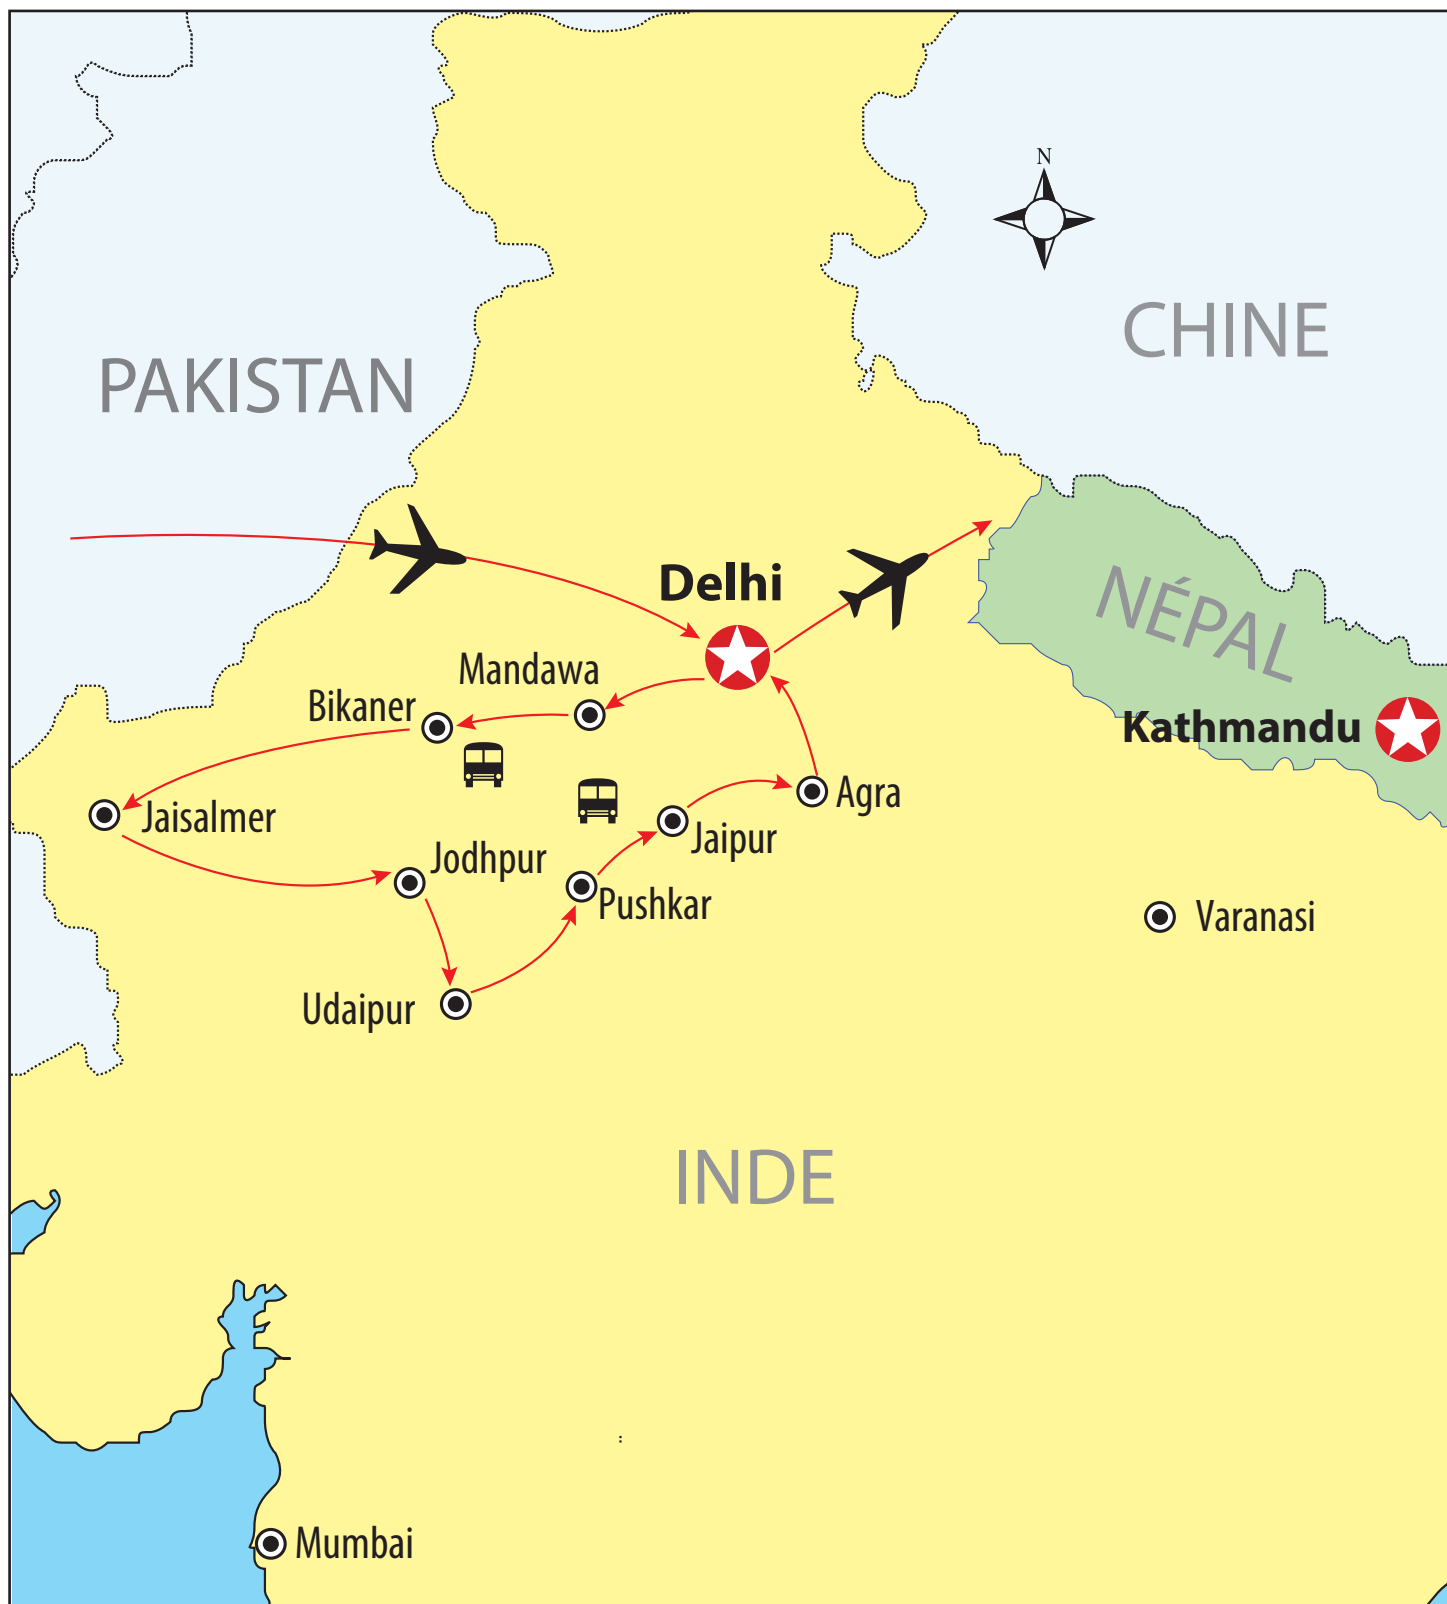 N
CHINE
PAKISTAN
Delhi
NÉPAL
Mandawa
Bikaner
Kathmandu
Agra
Jaisalmer
Jaipur
Jodhpur
Pushkar
Varanasi
Udaipur
INDE
:
Mumbai